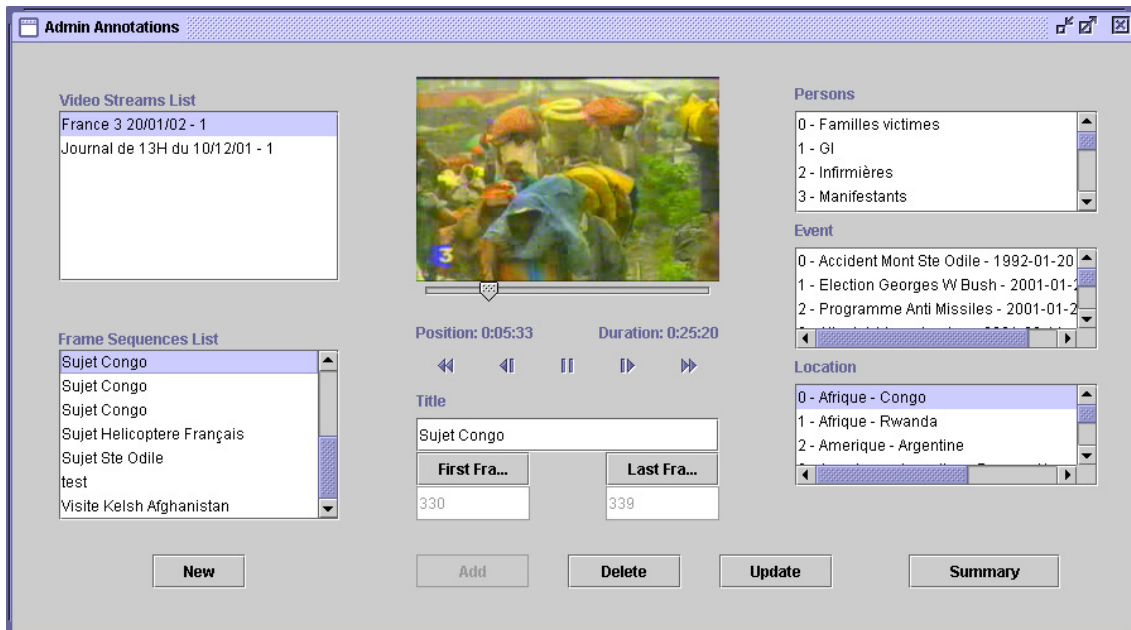 Admin Annotations
Video Streams List
France 3 20/01/02 - 1
Journal de 13H du 10/12/01 - 1
Frame Sequences List
Sujet Congo
Sujet Congo
Sujet Congo
Sujet Helicoptere Français
Sujet Ste Odile
test
Visite Kelsh Afghanistan
New
3
Position: 0:05:33
Duration: 0:25:20
Title
Sujet Congo
First Fra...
Last Fra...
330
339
Add
Delete
Update
Summary
Persons
0 - Familles victimes
1 - GI
2 - Infirmières
3 - Manifestants
Event
0 - Accident Mont Ste Odile - 1992-01-20
1 - Election Georges W Bush - 2001-01-2
2 - Programme Anti Missiles - 2001-01-2
Location
0 - Afrique - Congo
1 - Afrique - Rwanda
2 - Amerique - Argentine